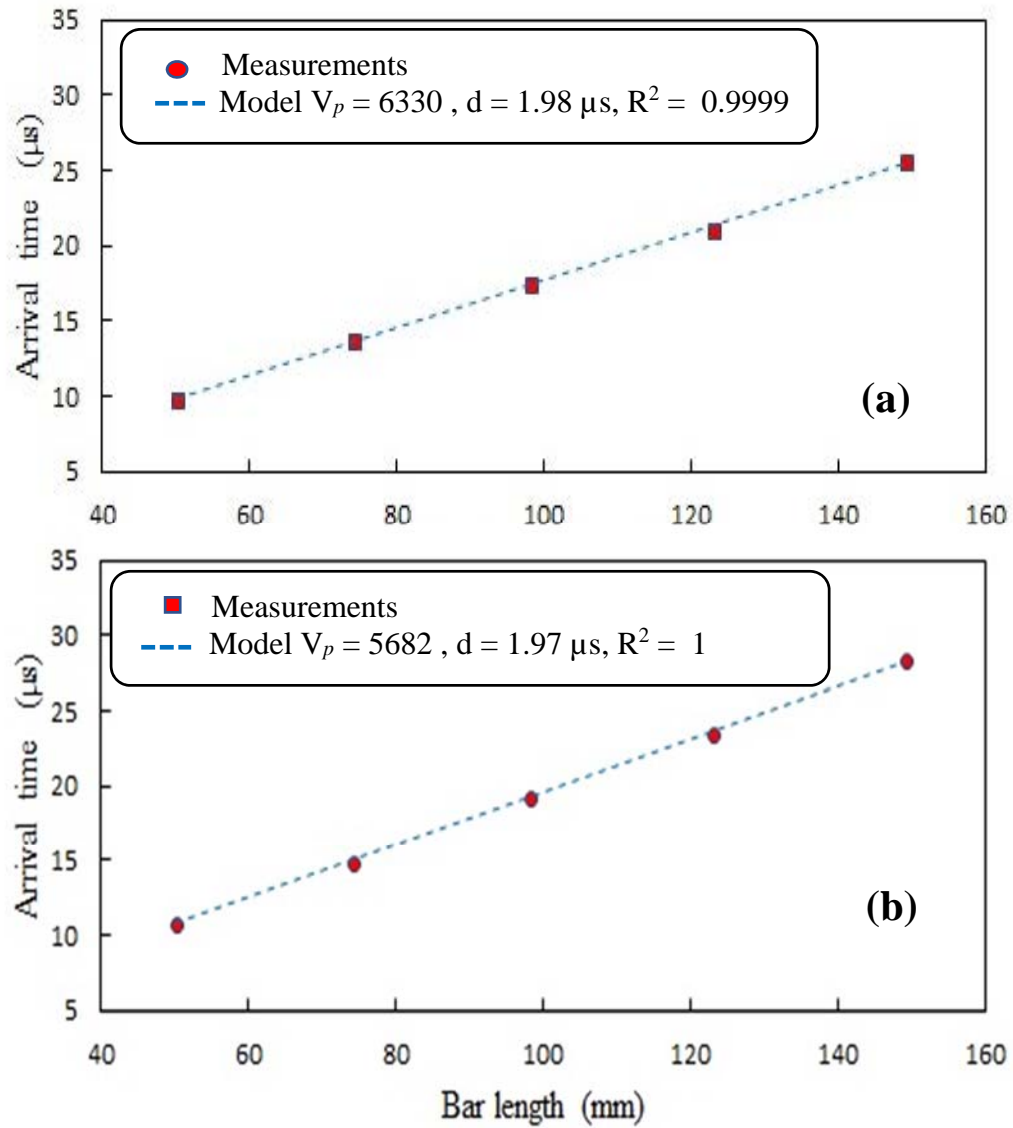 35
30
25
20
15
10
5
Arrival time (µs)
Measurements
Model Vp = 6330 , d = 1.98 µs, R2 = 0.9999
(a)
40 60 80 100 120 140 160
35
30
25
20
15
10
5
Arrival time (µs)
Measurements
Model Vp = 5682 , d = 1.97 µs, R2 = 1
(b)
40 60 80 100 120 140 160
Bar length (mm)